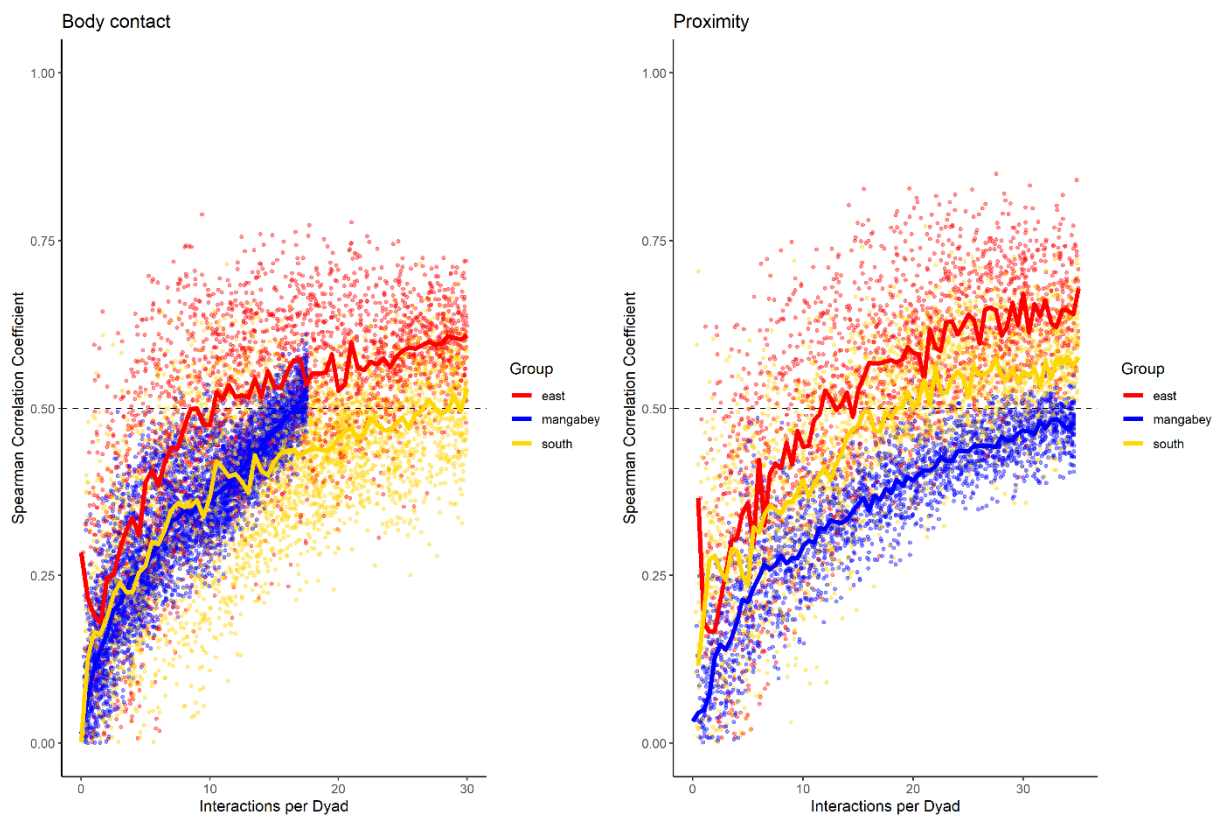 Body contact
1.00
0.75
0.50
0.25
0.00
Spearman Correlation Coefficient
0
10
20
30
Interactions per Dyad
Group
east
mangabey
south
Proximity
1.00
0.75
0.50
0.25
0.00
Spearman Correlation Coefficient
0
10
20
30
Interactions per Dyad
Group
east
mangabey
south